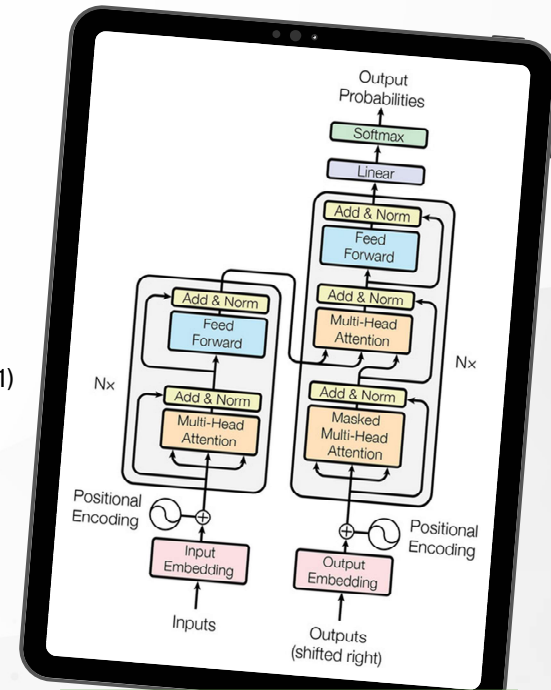 Output
Probabilities
Softmax
Linear
Add & Norm
Feed
Forward
Add & Norm
Multi-Head
Attention
Add & Norm
Masked
Multi-Head
Attention
N×
Positional
Encoding
Output
Embedding
Outputs
(shifted right)
Add & Norm
Feed
Forward
Add & Norm
Multi-Head
Attention
N×
Positional
Encoding
Input
Embedding
Inputs
1)